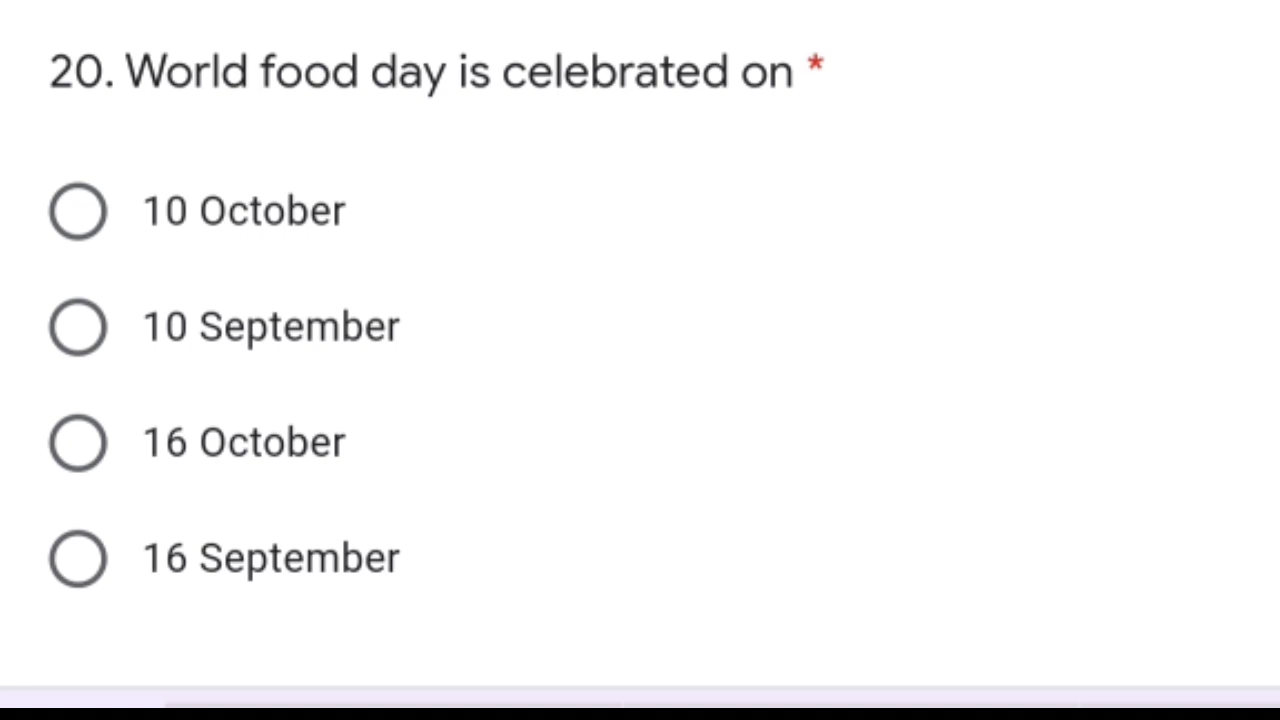 20. World food day is celebrated on *
10 October
10 September
16 October
16 September